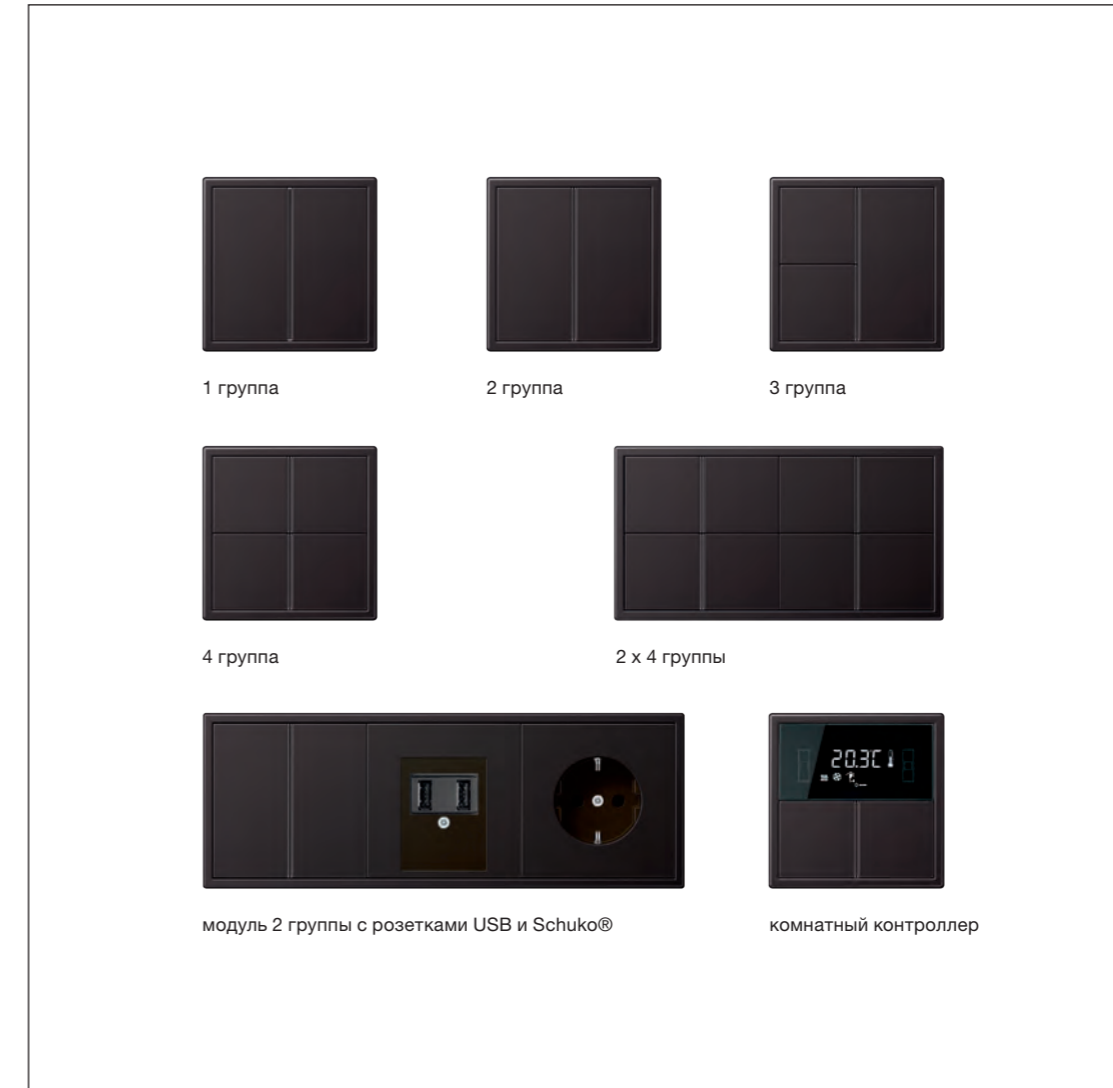 1 группа
2 группа
3 группа
4 группа
2 x 4 группы
20.3C
модуль 2 группы с розетками USB и Schuko®
комнатный контроллер